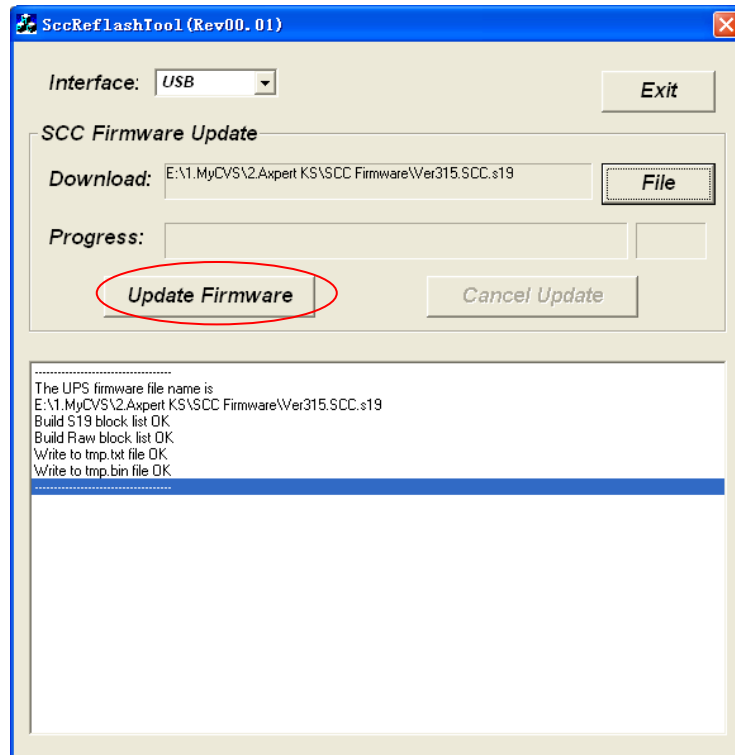 SccReflashTool(Rev00.01)
Interface: USB
Exit
SCC Firmware Update
Download: E:\1.MyCVS\2.Axpert KS\SCC Firmware\Ver315.SCC.s19 File
Progress:
Update Firmware Cancel Update
-----------------------------------
The UPS firmware file name is
E:\1.MyCVS\2.Axpert KS\SCC Firmware\Ver315.SCC.s19
Build S19 block list OK
Build Raw block list OK
Write to tmp.txt file OK
Write to tmp.bin file OK
-----------------------------------